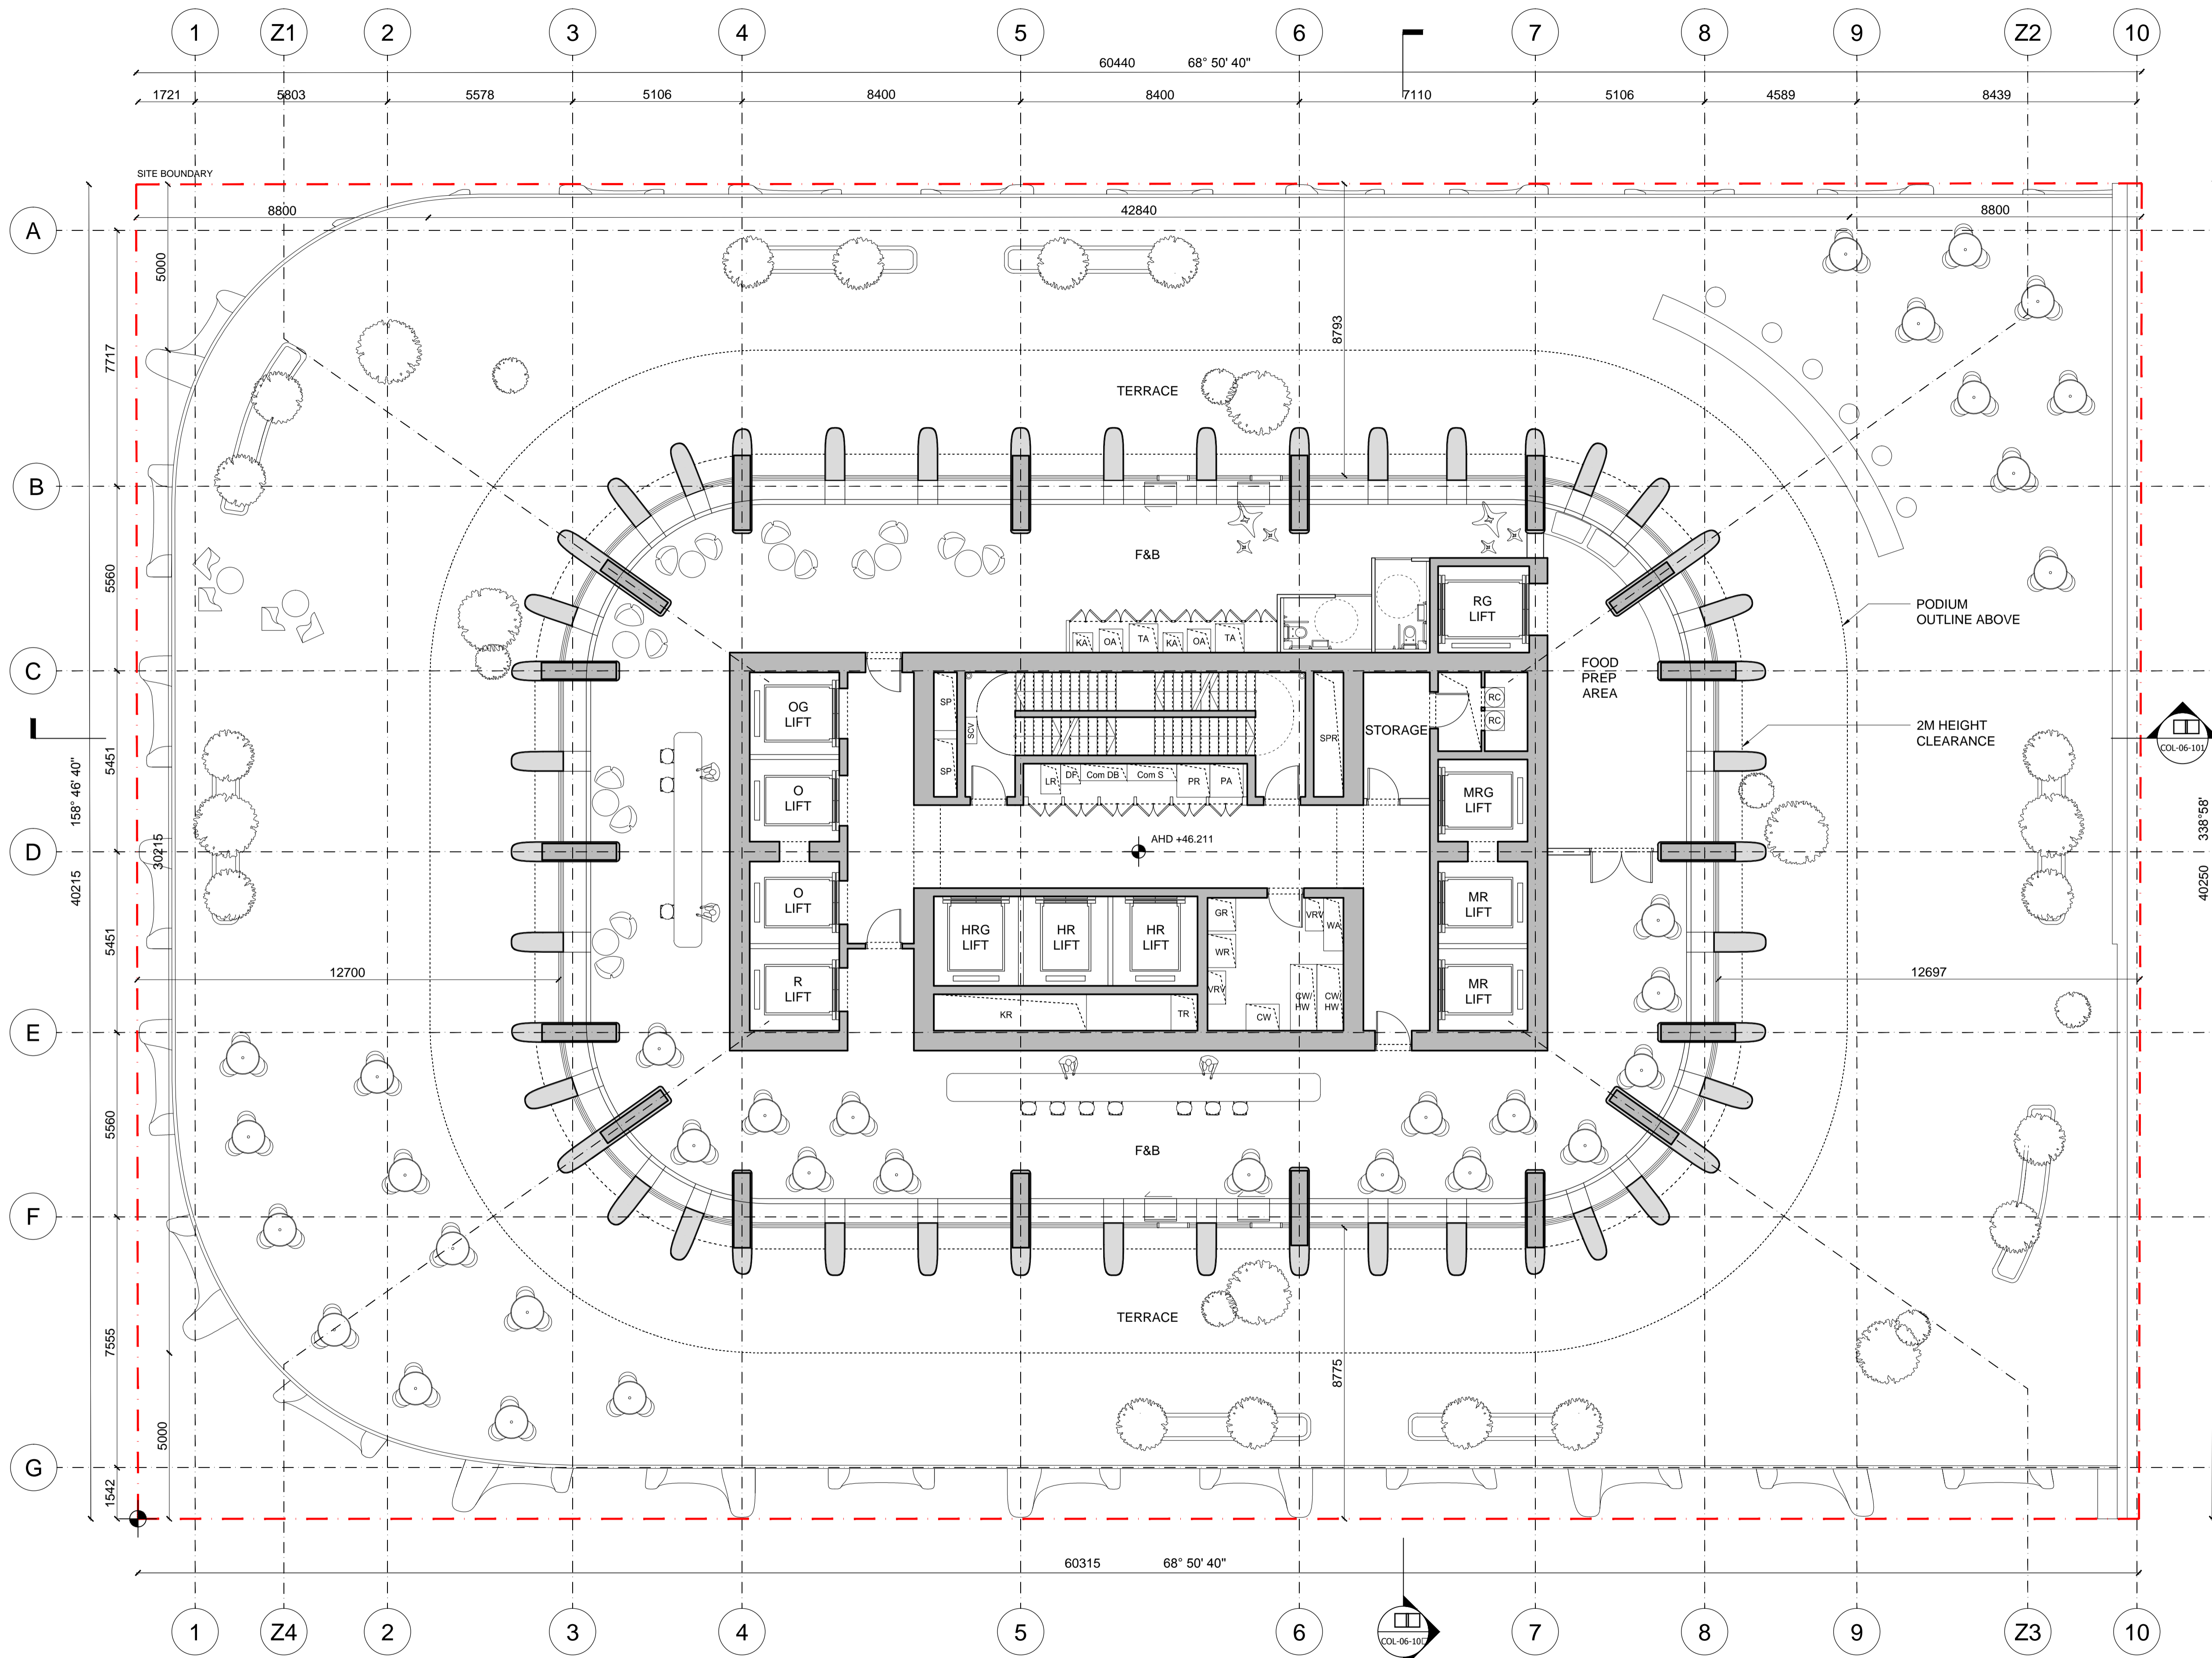 1 Z1 2 3 4 5 6 7 8 9 Z2 10
60440 68° 50' 40"
1721 5803 5578 5106 8400 8400 7110 5106 4589 8439
SITE BOUNDARY
8800 42840 8800
A
5000
7717
8793
TERRACE
B
F&B
5560
RG
LIFT
PODIUM
OUTLINE ABOVE
KA OA TA KA OA TA
C
FOOD
PREP
AREA
OG
LIFT
SP
SCV
SPR
STORAGE
RC
RC
2M HEIGHT
CLEARANCE
COL-06-101
5451
SP
LR DP Com DB Com S PR PA
O
LIFT
MRG
LIFT
158° 46' 40"
40215
30215
338°58'
40250
D
AHD +46.211
O
LIFT
MR
LIFT
GR
VRV
WA
HRG
LIFT
HR
LIFT
HR
LIFT
WR
5451
12700
12697
R
LIFT
MR
LIFT
VRV
CW/
HW
CW/
HW
KR
TR
CW
E
5560
F&B
F
TERRACE
7555
8775
5000
G
1542
60315 68° 50' 40"
1 Z4 2 3 4 5 6 7 8 9 Z3 10
COL-06-10